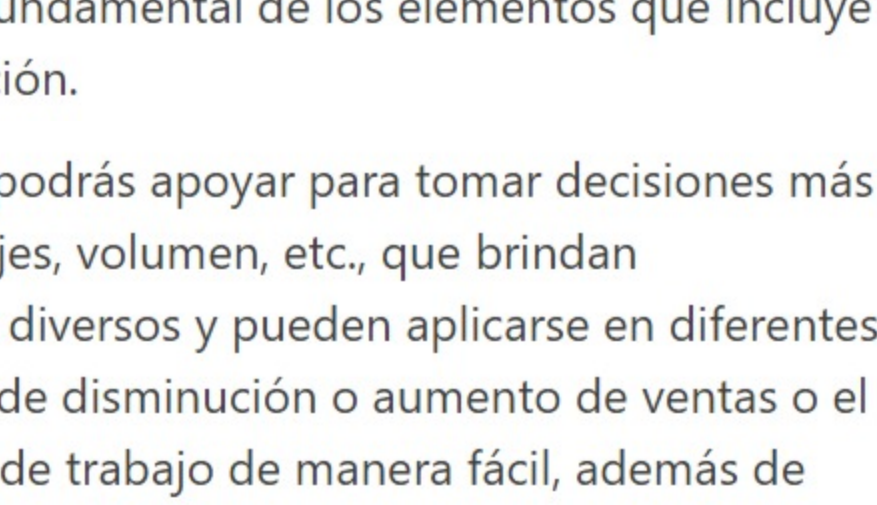 undamental de los elementos que incluye
ción.
podrás apoyar para tomar decisiones más
jes, volumen, etc., que brindan
diversos y pueden aplicarse en diferentes
de disminución o aumento de ventas o el
de trabajo de manera fácil, además de